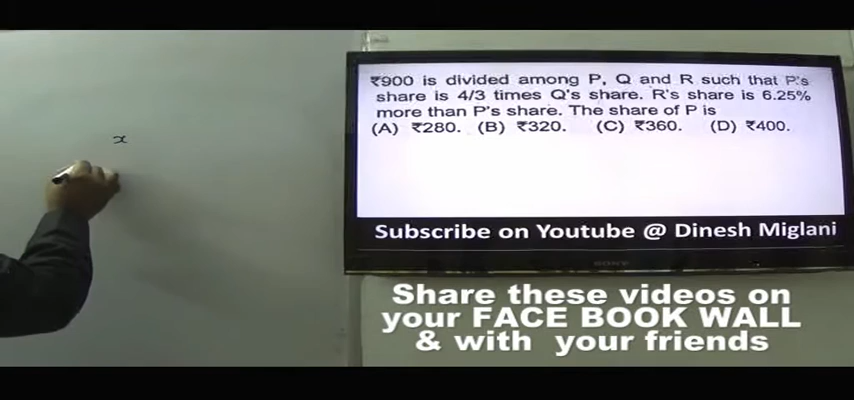 x
₹900 is divided among P, Q and R such that P's
share is 4/3 times Q's share. R's share is 6.25%
more than P's share. The share of P is
(A) ₹280. (B) ₹320. (C) ₹360. (D) ₹400.
Subscribe on Youtube @ Dinesh Miglani
SONY
Share these videos on
your FACE BOOK WALL
& with your friends